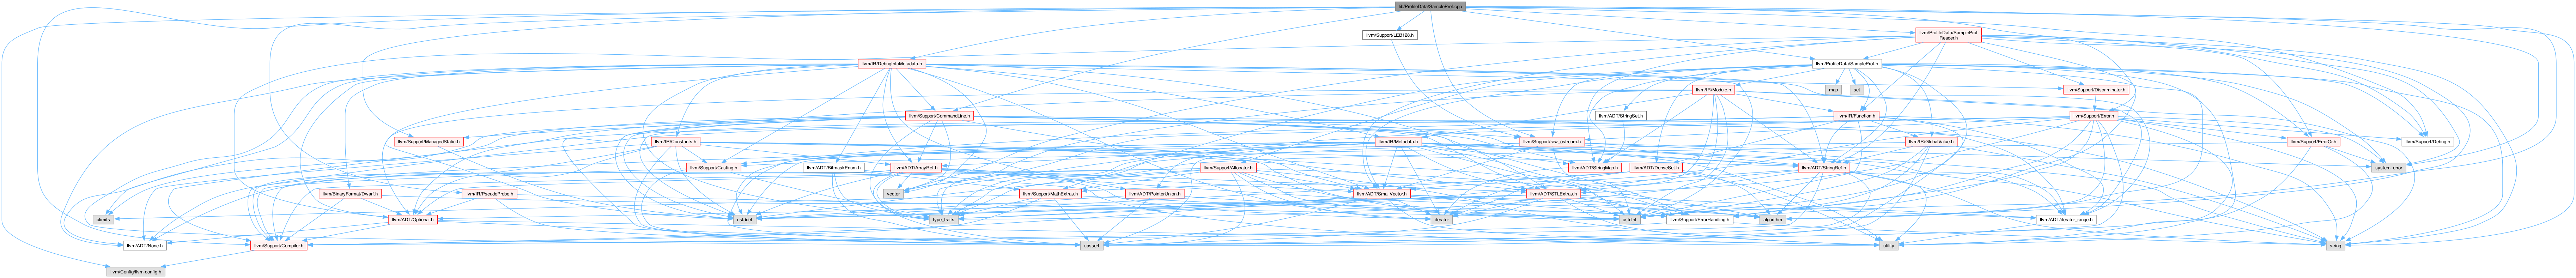 lib/ProfileData/SampleProf.cpp
llvm/Support/LEB128.h
llvm/ProfileData/SampleProf
Reader.h
llvm/IR/DebugInfoMetadata.h
llvm/ProfileData/SampleProf.h
llvm/IR/Module.h
map
set
llvm/Support/Discriminator.h
llvm/Support/CommandLine.h
llvm/ADT/StringSet.h
llvm/IR/Function.h
llvm/Support/Error.h
llvm/Support/ManagedStatic.h
llvm/IR/Constants.h
llvm/IR/Metadata.h
llvm/Support/raw_ostream.h
llvm/IR/GlobalValue.h
llvm/Support/ErrorOr.h
llvm/Support/Debug.h
llvm/Support/Casting.h
llvm/ADT/BitmaskEnum.h
llvm/ADT/ArrayRef.h
llvm/Support/Allocator.h
llvm/ADT/StringMap.h
llvm/ADT/DenseSet.h
llvm/ADT/StringRef.h
system_error
llvm/BinaryFormat/Dwarf.h
llvm/IR/PseudoProbe.h
vector
llvm/Support/MathExtras.h
llvm/ADT/PointerUnion.h
llvm/ADT/SmallVector.h
llvm/ADT/STLExtras.h
climits
llvm/ADT/Optional.h
cstddef
type_traits
iterator
cstdint
llvm/Support/ErrorHandling.h
algorithm
llvm/ADT/iterator_range.h
llvm/ADT/None.h
llvm/Support/Compiler.h
cassert
utility
string
llvm/Config/llvm-config.h